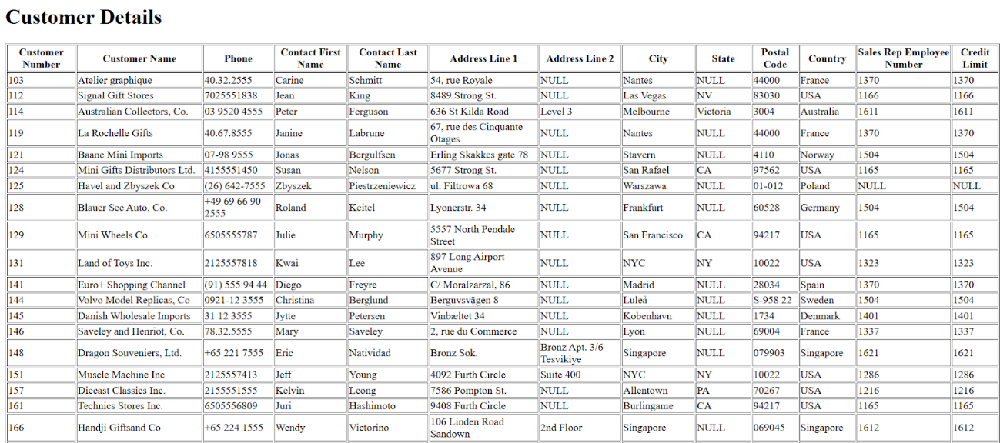 Customer Details
Customer Number Customer Name Phone Contact First Name Contact Last Name Address Line 1 Address Line 2 City State Postal Code Country Sales Rep Employee Number Credit Limit
103 Atelier graphique 40.32.2555 Carine Schmitt 54, rue Royale NULL Nantes NULL 44000 France 1370 1370
112 Signal Gift Stores 7025551838 Jean King 8489 Strong St. NULL Las Vegas NV 83030 USA 1166 1166
114 Australian Collectors, Co. 03 9520 4555 Peter Ferguson 636 St Kilda Road Level 3 Melbourne Victoria 3004 Australia 1611 1611
119 La Rochelle Gifts 40.67.8555 Janine Labrune 67, rue des Cinquante Otages NULL Nantes NULL 44000 France 1370 1370
121 Baane Mini Imports 07-98 9555 Jonas Bergulfsen Erling Skakkes gate 78 NULL Stavern NULL 4110 Norway 1504 1504
124 Mini Gifts Distributors Ltd. 4155551450 Susan Nelson 5677 Strong St. NULL San Rafael CA 97562 USA 1165 1165
125 Havel and Zbyszek Co (26) 642-7555 Zbyszek Piestrzeniewicz ul. Filtrowa 68 NULL Warszawa NULL 01-012 Poland NULL NULL
128 Blauer See Auto, Co. +49 69 66 90 2555 Roland Keitel Lyonerstr. 34 NULL Frankfurt NULL 60528 Germany 1504 1504
129 Mini Wheels Co. 6505555787 Julie Murphy 5557 North Pendale Street NULL San Francisco CA 94217 USA 1165 1165
131 Land of Toys Inc. 2125557818 Kwai Lee 897 Long Airport Avenue NULL NYC NY 10022 USA 1323 1323
141 Euro+ Shopping Channel (91) 555 94 44 Diego Freyre C/ Moralzarzal, 86 NULL Madrid NULL 28034 Spain 1370 1370
144 Volvo Model Replicas, Co 0921-12 3555 Christina Berglund Berguvsvägen 8 NULL Luleå NULL S-958 22 Sweden 1504 1504
145 Danish Wholesale Imports 31 12 3555 Jytte Petersen Vinbæltet 34 NULL Kobenhavn NULL 1734 Denmark 1401 1401
146 Saveley and Henriot, Co. 78.32.5555 Mary Saveley 2, rue du Commerce NULL Lyon NULL 69004 France 1337 1337
148 Dragon Souveniers, Ltd. +65 221 7555 Eric Natividad Bronz Sok. Bronz Apt. 3/6 Tesvikiye Singapore NULL 079903 Singapore 1621 1621
151 Muscle Machine Inc 2125557413 Jeff Young 4092 Furth Circle Suite 400 NYC NY 10022 USA 1286 1286
157 Diecast Classics Inc. 2155551555 Kelvin Leong 7586 Pompton St. NULL Allentown PA 70267 USA 1216 1216
161 Technics Stores Inc. 6505556809 Juri Hashimoto 9408 Furth Circle NULL Burlingame CA 94217 USA 1165 1165
166 Handji Giftsand Co +65 224 1555 Wendy Victorino 106 Linden Road Sandown 2nd Floor Singapore NULL 069045 Singapore 1612 1612